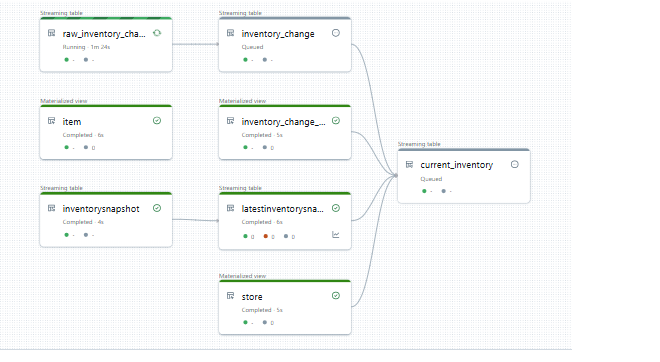 Streaming table
raw_inventory_cha...
Running · 1m 24s
- -
Streaming table
inventory_change
Queued
- -
Materialized view
item
Completed · 6s
- 0
Materialized view
inventory_change_...
Completed · 5s
- 0
Streaming table
current_inventory
Queued
- -
Streaming table
inventorysnapshot
Completed · 4s
- -
Streaming table
latestinventorysna...
Completed · 6s
0 0 0
Materialized view
store
Completed · 5s
- 0